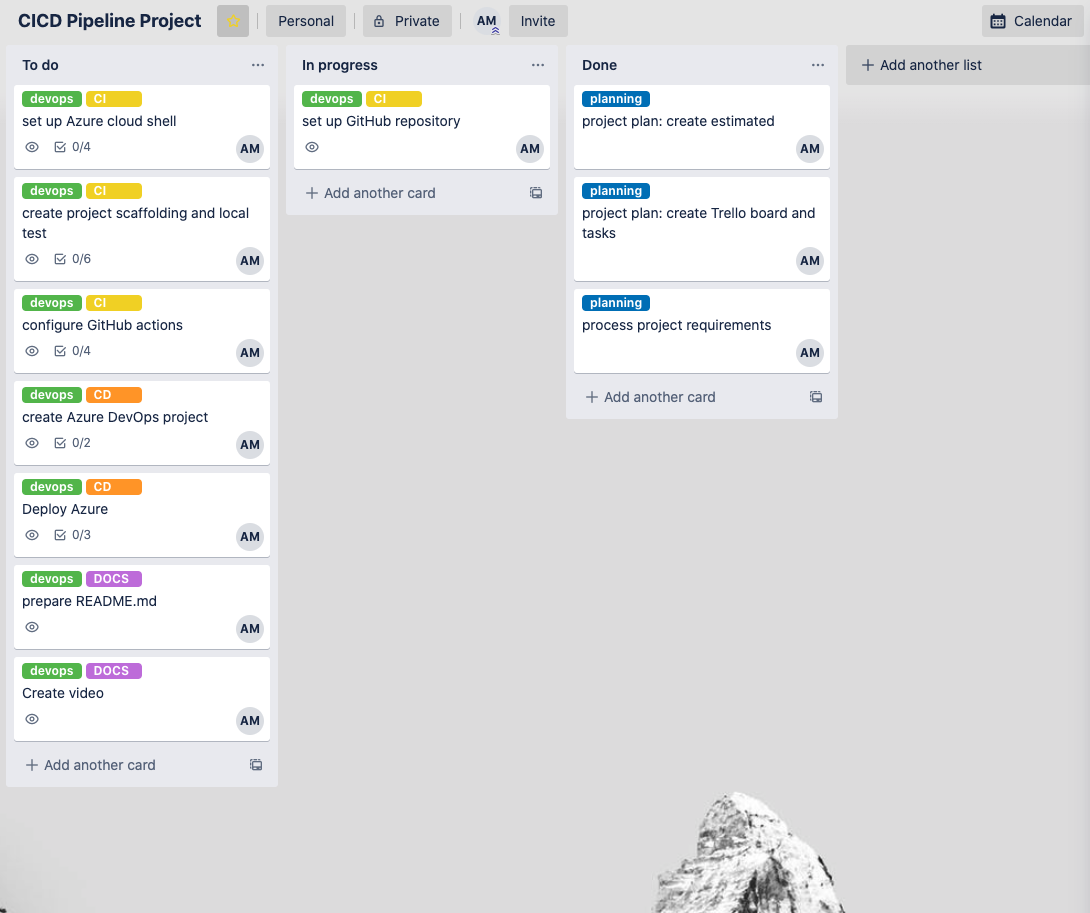 CICD Pipeline Project
Personal
Private
AM
Invite
Calendar
To do
devops CI
set up Azure cloud shell
0/4
AM
devops CI
create project scaffolding and local
test
0/6
AM
devops CI
configure GitHub actions
0/4
AM
devops CD
create Azure DevOps project
0/2
AM
devops CD
Deploy Azure
0/3
AM
devops DOCS
prepare README.md
AM
devops DOCS
Create video
AM
+ Add another card
In progress
devops CI
set up GitHub repository
AM
+ Add another card
Done
planning
project plan: create estimated
AM
planning
project plan: create Trello board and
tasks
AM
planning
process project requirements
AM
+ Add another card
+ Add another list